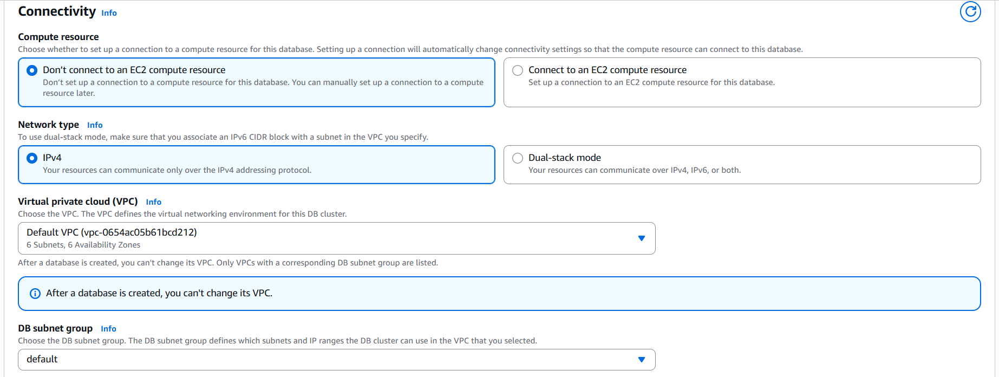 Connectivity Info
Compute resource
Choose whether to set up a connection to a compute resource for this database. Setting up a connection will automatically change connectivity settings so that the compute resource can connect to this database.
Don’t connect to an EC2 compute resource
Don’t set up a connection to a compute resource for this database. You can manually set up a connection to a compute
resource later.
Connect to an EC2 compute resource
Set up a connection to an EC2 compute resource for this database.
Network type Info
To use dual-stack mode, make sure that you associate an IPv6 CIDR block with a subnet in the VPC you specify.
IPv4
Your resources can communicate only over the IPv4 addressing protocol.
Dual-stack mode
Your resources can communicate over IPv4, IPv6, or both.
Virtual private cloud (VPC) Info
Choose the VPC. The VPC defines the virtual networking environment for this DB cluster.
Default VPC (vpc-0654ac05b61bcd212)
6 Subnets, 6 Availability Zones
After a database is created, you can't change its VPC. Only VPCs with a corresponding DB subnet group are listed.
After a database is created, you can't change its VPC.
DB subnet group Info
Choose the DB subnet group. The DB subnet group defines which subnets and IP ranges the DB cluster can use in the VPC that you selected.
default